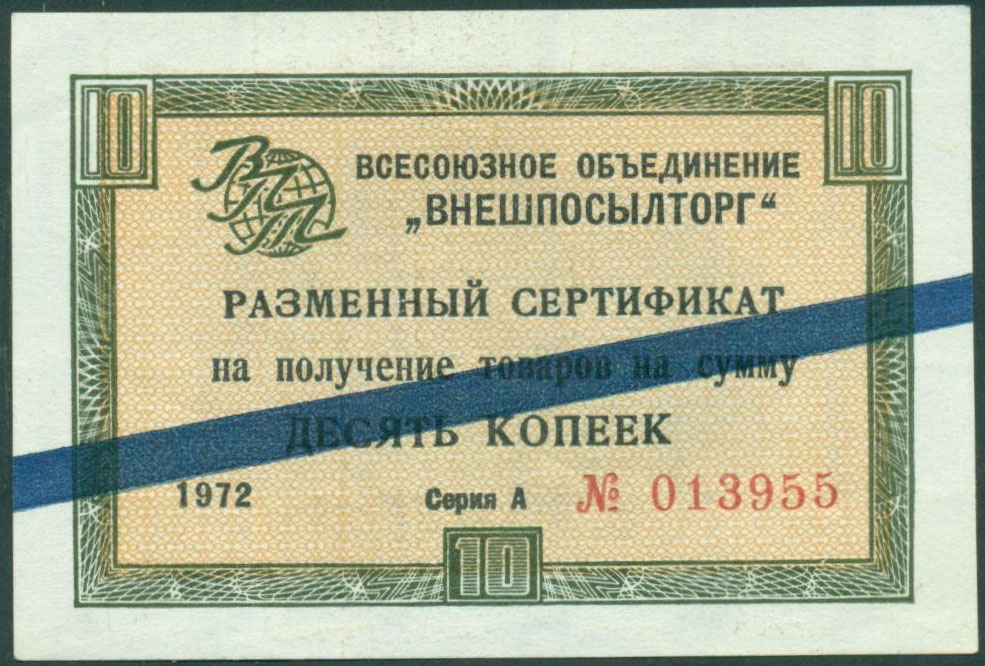 10 10
ВПТ
ВСЕСОЮЗНОЕ ОБЪЕДИНЕНИЕ
„ВНЕШПОСЫЛТОРГ“
РАЗМЕННЫЙ СЕРТИФИКАТ
на получение товаров на сумму
ДЕСЯТЬ КОПЕЕК
1972 Серия А № 013955
10